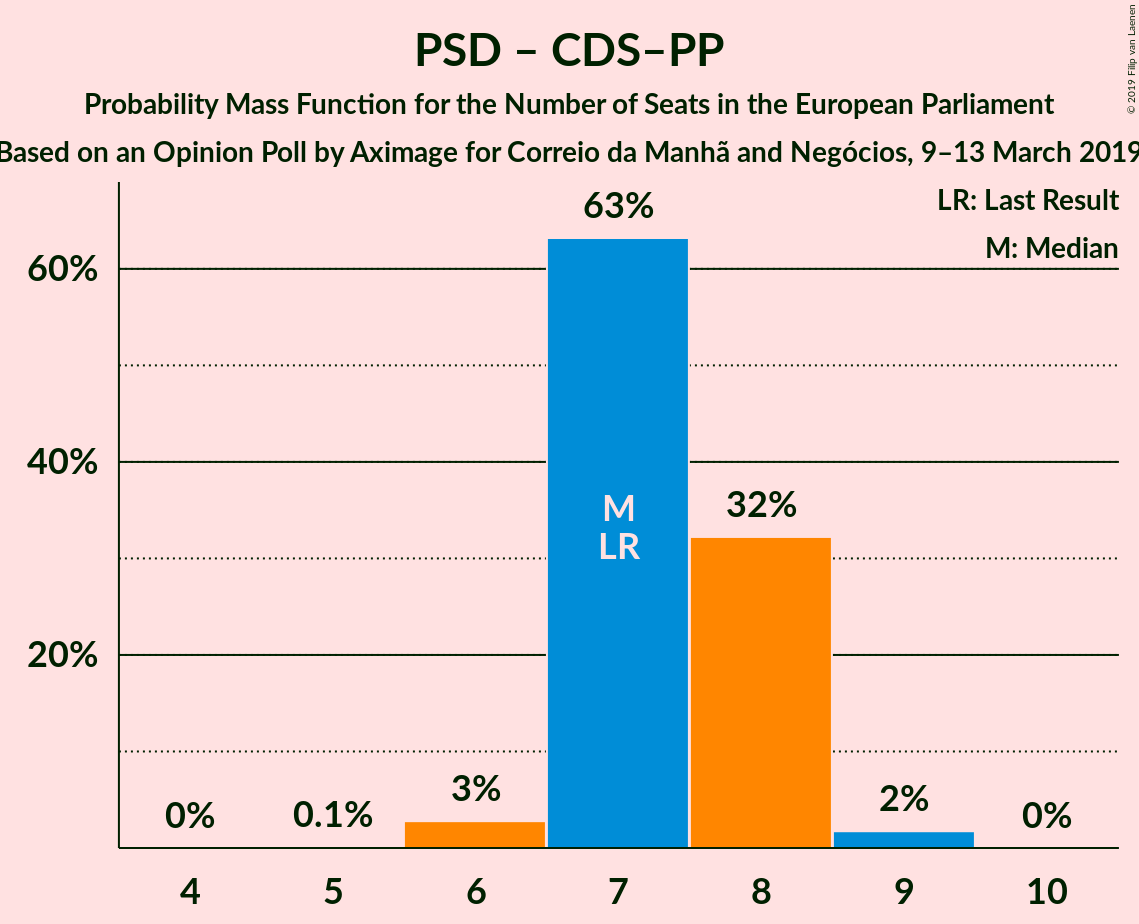 PSD – CDS–PP
Probability Mass Function for the Number of Seats in the European Parliament
Based on an Opinion Poll by Aximage for Correio da Manhã and Negócios, 9–13 March 2019
© 2019 Filip van Laenen
LR: Last Result
M: Median
63%
60%
M
LR
40%
32%
20%
0%
0.1%
3%
2%
0%
4 5 6 7 8 9 10